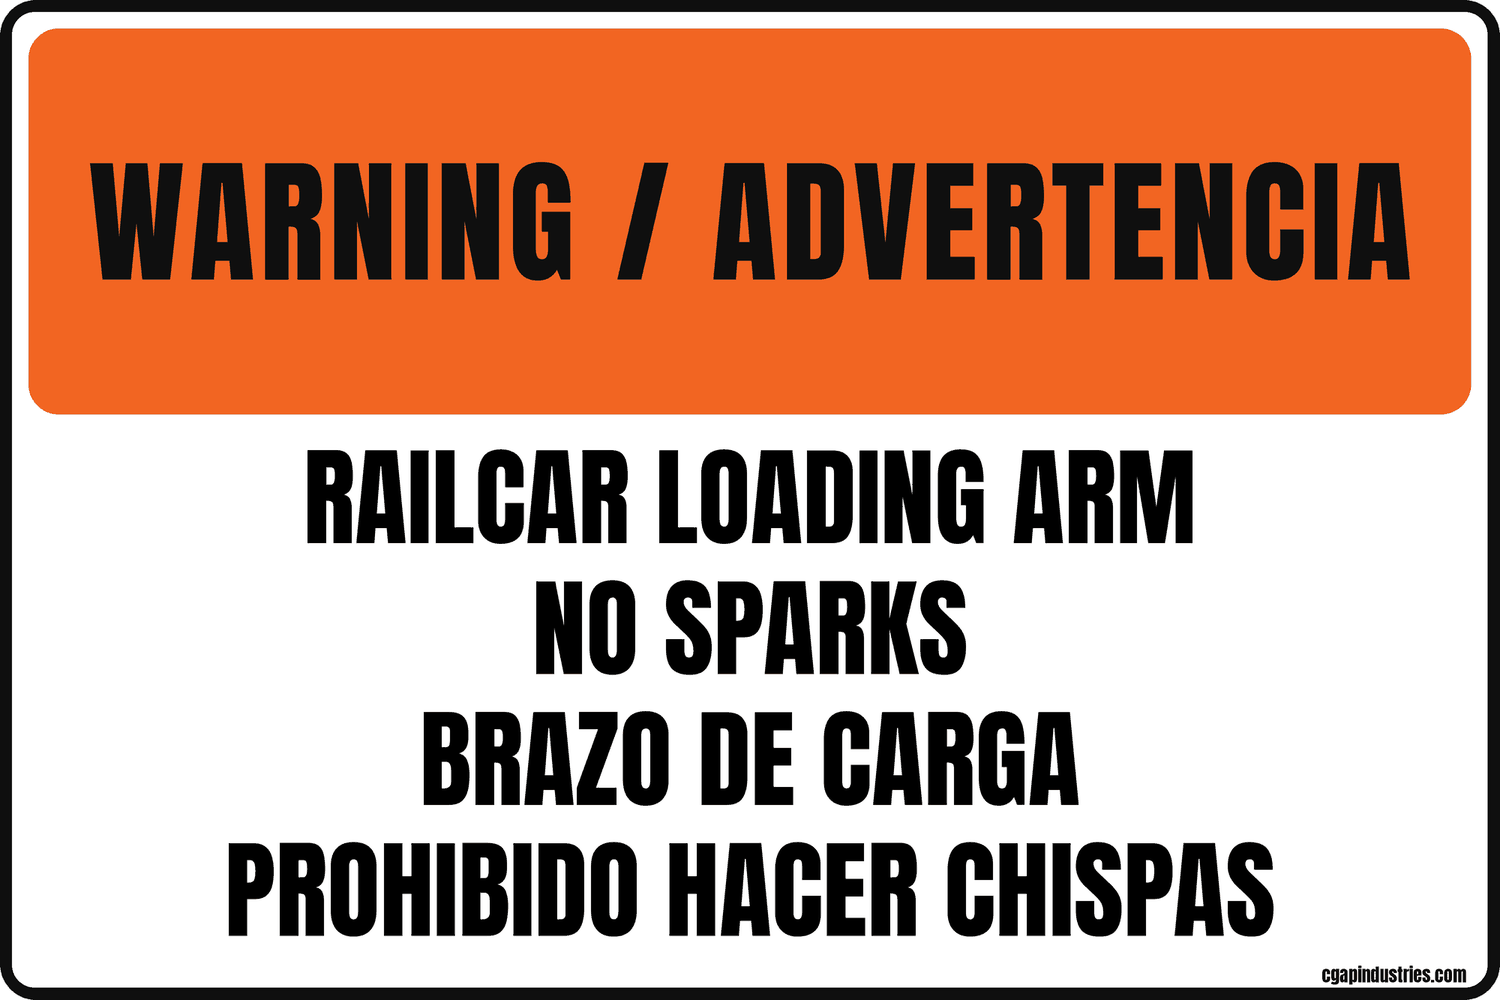 WARNING / ADVERTENCIA
RAILCAR LOADING ARM
NO SPARKS
BRAZO DE CARGA
PROHIBIDO HACER CHISPAS
cgapindustries.com